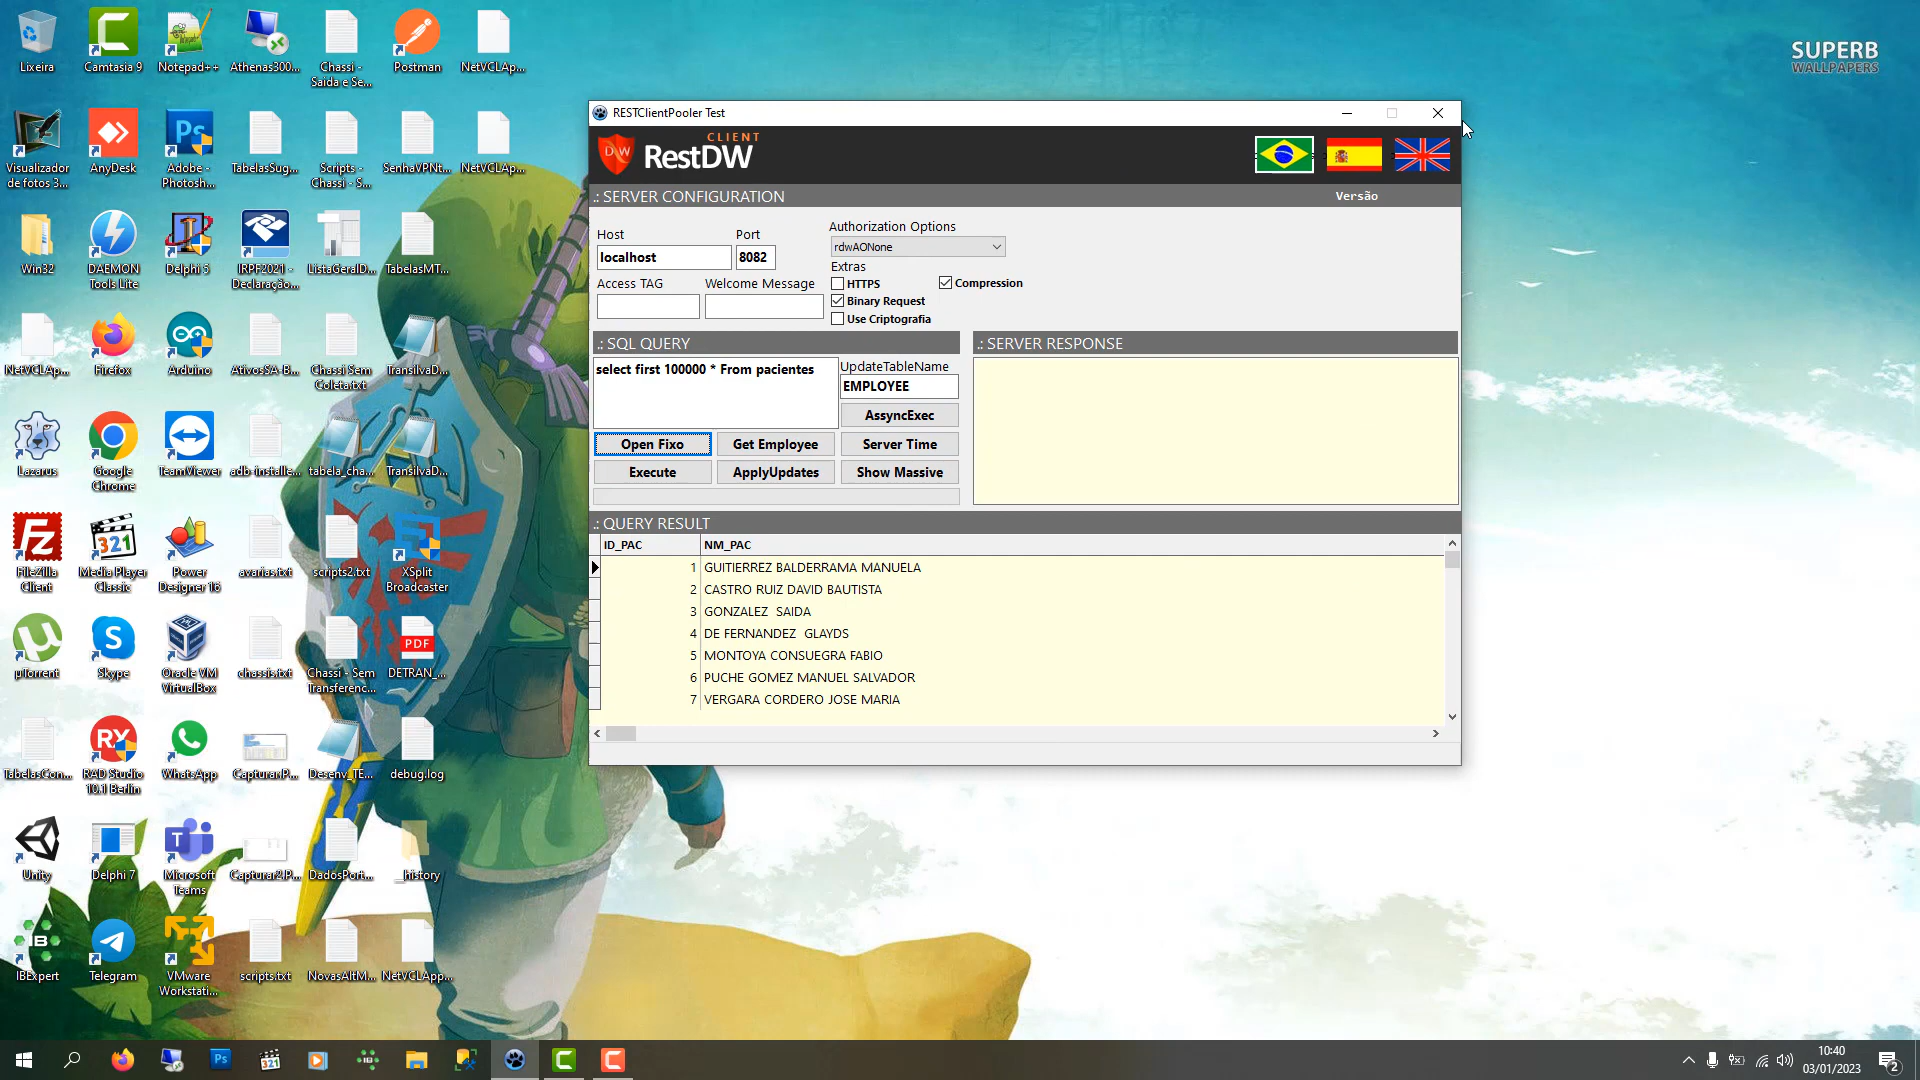 Lixeira
Camtasia 9
Notepad++
Athenas300...
Chassi -
Saida e Se...
Postman
NetVCLAp...
SUPERB
WALLPAPERS
Visualizador
de fotos 3...
AnyDesk
Adobe -
Photosh...
TabelasSug...
Scripts -
Chassi - S...
SenhaVPNt...
NetVCLAp...
Win32
DAEMON
Tools Lite
Delphi 5
IRPF2021 -
Declaração...
ListaGeralD...
TabelasMT...
NetVCLAp...
Firefox
Arduino
AtivosSA-B...
Chassi Sem
Coleta.txt
TransilvaD...
Lazarus
Google
Chrome
TeamViewer
adb-installe...
tabela_cha...
TransilvaD...
FileZilla
Client
Media Player
Classic
Power
Designer 16
avarias.txt
scripts2.txt
XSplit
Broadcaster
µTorrent
Skype
Oracle VM
VirtualBox
chassis.txt
Chassi - Sem
Transferenc...
PDF
DETRAN_...
TabelasCon...
RAD Studio
10.1 Berlin
WhatsApp
Capturar.P...
Desenv_TE...
debug.log
Unity
Delphi 7
Microsoft
Teams
Capturar2.P...
DadosPort...
__history
IBExpert
Telegram
VMware
Workstati...
scripts.txt
NovasAltM...
NetVCLApp...
RESTClientPooler Test
DW
CLIENT
RestDW
.: SERVER CONFIGURATION
Versão
Host
Port
Authorization Options
localhost
8082
rdwAONone
Extras
Access TAG
Welcome Message
HTTPS
Compression
Binary Request
Use Criptografia
.: SQL QUERY
.: SERVER RESPONSE
select first 100000 * From pacientes
UpdateTableName
EMPLOYEE
AssyncExec
Open Fixo
Get Employee
Server Time
Execute
ApplyUpdates
Show Massive
.: QUERY RESULT
ID_PAC
NM_PAC
1 GUITIERREZ BALDERRAMA MANUELA
2 CASTRO RUIZ DAVID BAUTISTA
3 GONZALEZ SAIDA
4 DE FERNANDEZ GLAYDS
5 MONTOYA CONSUEGRA FABIO
6 PUCHE GOMEZ MANUEL SALVADOR
7 VERGARA CORDERO JOSE MARIA
10:40
03/01/2023
2